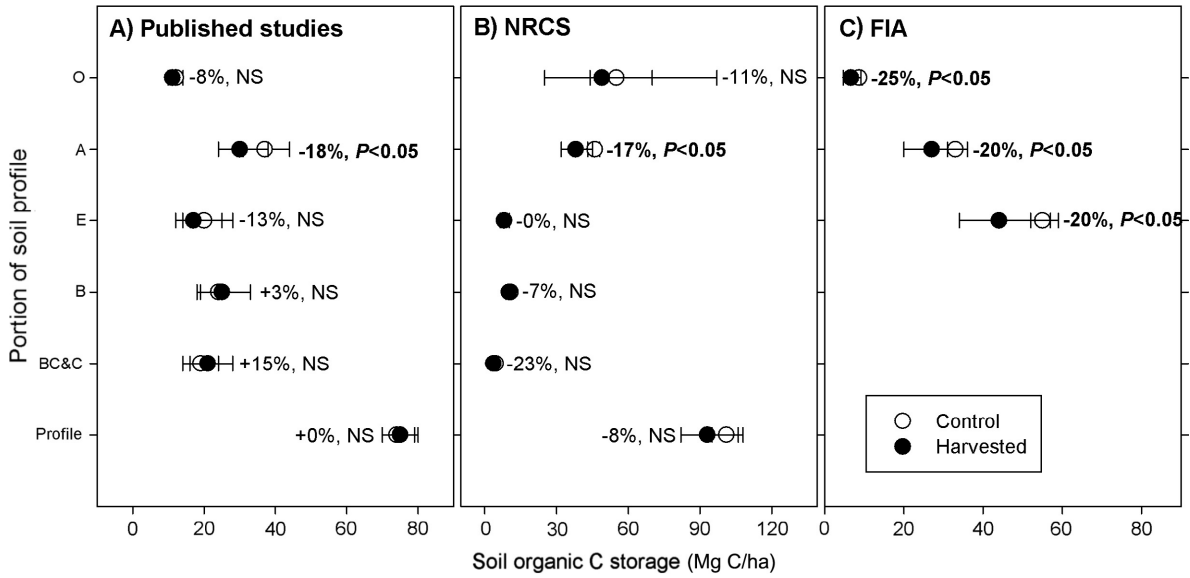 A) Published studies
B) NRCS
C) FIA
Portion of soil profile
O
-8%, NS
-11%, NS
-25%, P<0.05
A
-18%, P<0.05
-17%, P<0.05
-20%, P<0.05
E
-13%, NS
-0%, NS
-20%, P<0.05
B
+3%, NS
-7%, NS
BC&C
+15%, NS
-23%, NS
Profile
+0%, NS
-8%, NS
Control
Harvested
0 20 40 60 80
0 30 60 90 120
0 20 40 60 80
Soil organic C storage (Mg C/ha)